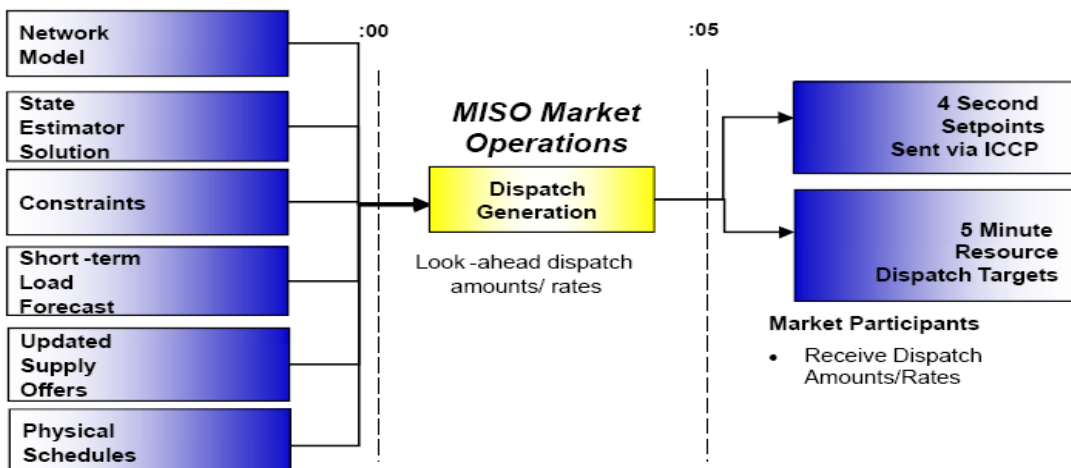 Network
Model
State
Estimator
Solution
Constraints
Short -term
Load
Forecast
Updated
Supply
Offers
Physical
Schedules
:00
:05
MISO Market
Operations
Dispatch
Generation
Look -ahead dispatch
amounts/ rates
4 Second
Setpoints
Sent via ICCP
5 Minute
Resource
Dispatch Targets
Market Participants
• Receive Dispatch
Amounts/Rates